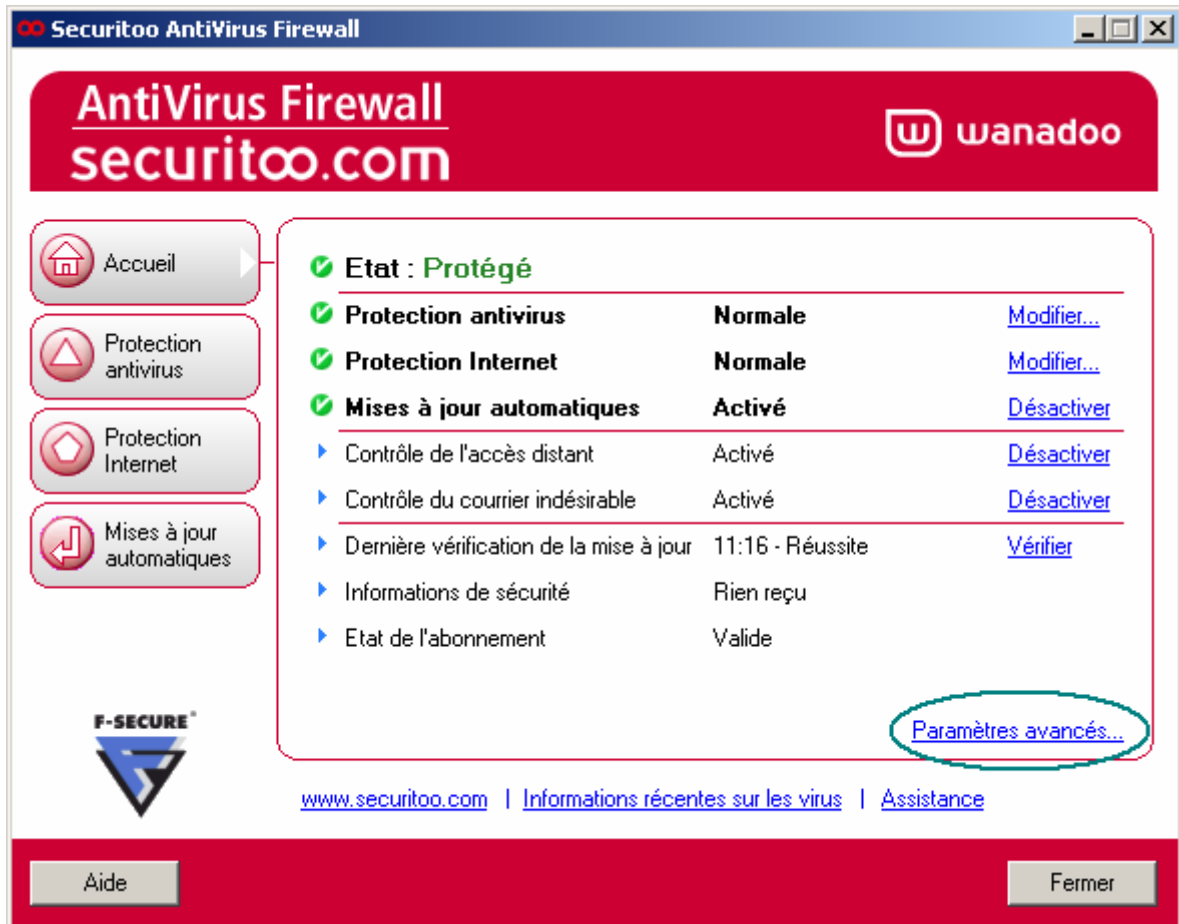 Securitoo AntiVirus Firewall
AntiVirus Firewall
securitoo.com
wanadoo
Accueil
Protection
antivirus
Protection
Internet
Mises à jour
automatiques
Etat : Protégé
Protection antivirus Normale Modifier...
Protection Internet Normale Modifier...
Mises à jour automatiques Activé Désactiver
Contrôle de l'accès distant Activé Désactiver
Contrôle du courrier indésirable Activé Désactiver
Dernière vérification de la mise à jour 11:16 - Réussite Vérifier
Informations de sécurité Rien reçu
Etat de l'abonnement Valide
Paramètres avancés...
F-SECURE®
www.securitoo.com | Informations récentes sur les virus | Assistance
Aide
Fermer